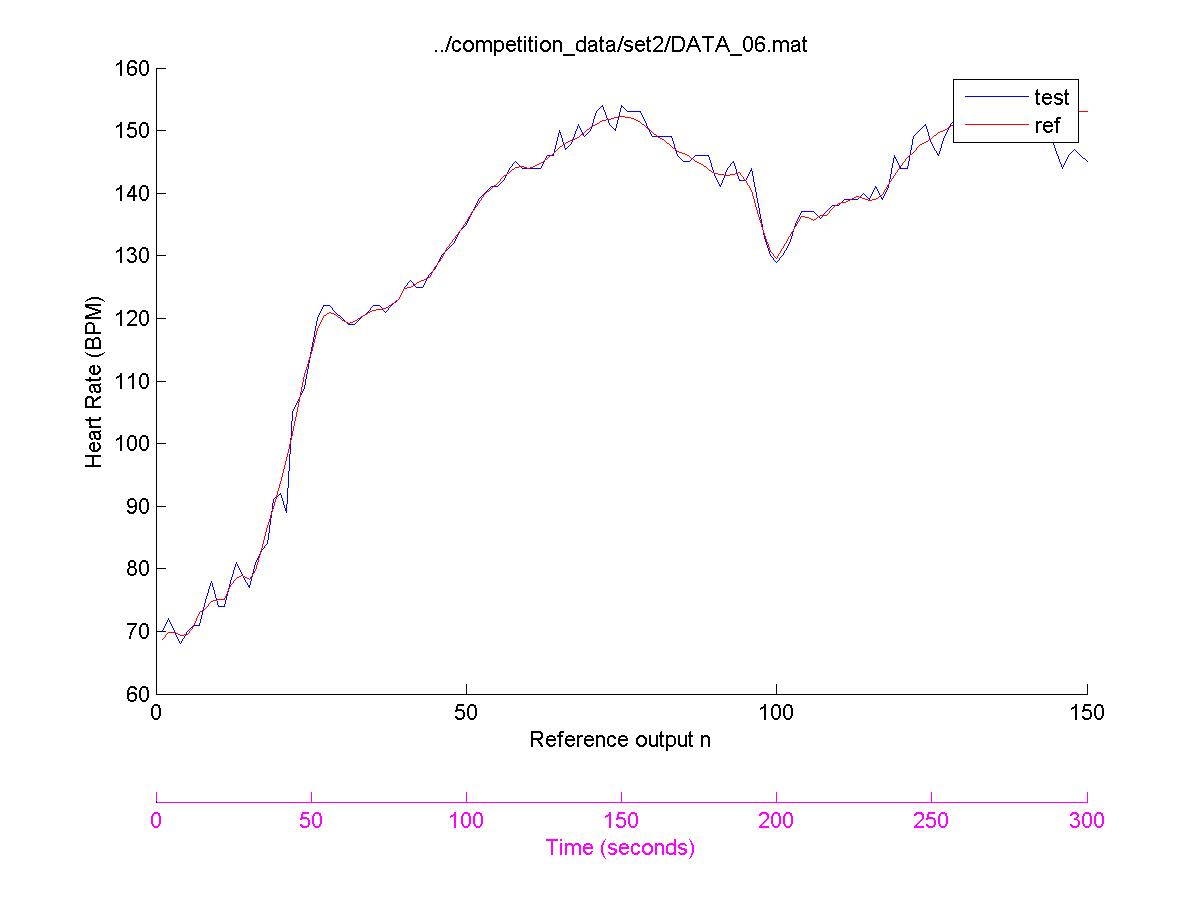 ../competition_data/set2/DATA_06.mat
160
150
140
130
120
110
100
90
80
70
60
Heart Rate (BPM)
test
ref
0 50 100 150
Reference output n
0 50 100 150 200 250 300
Time (seconds)